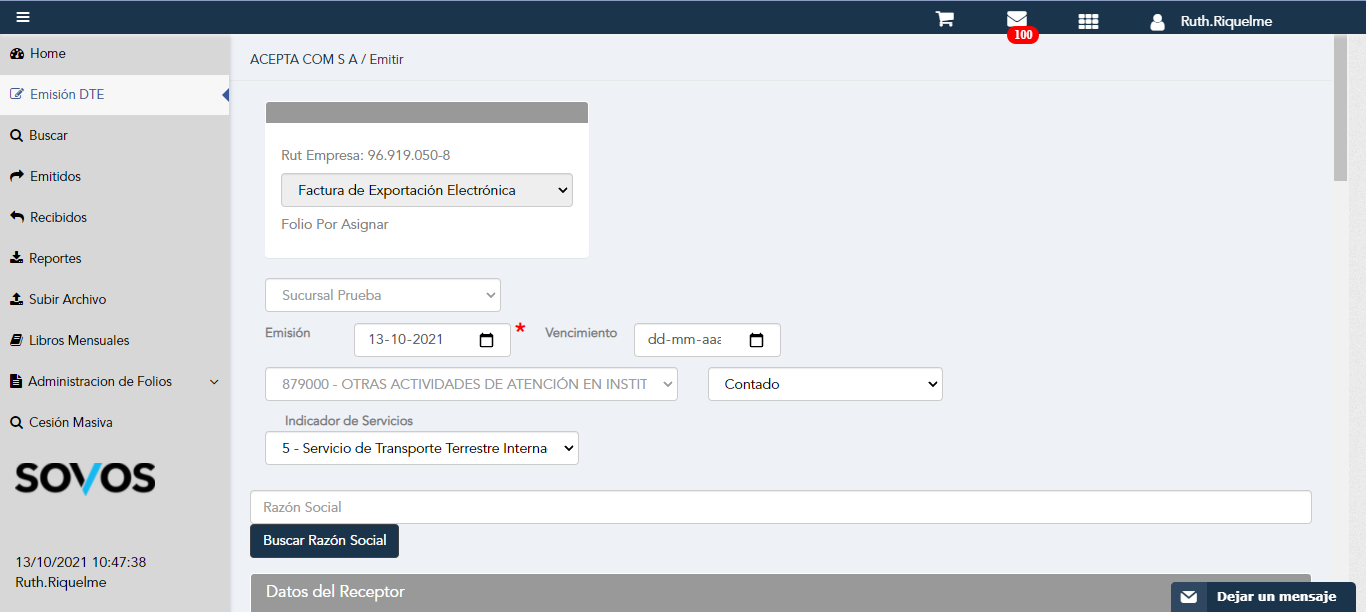 Ruth.Riquelme
100
Home
Emisión DTE
Buscar
Emitidos
Recibidos
Reportes
Subir Archivo
Libros Mensuales
Administracion de Folios
Cesión Masiva
SOVOS
13/10/2021 10:47:38
Ruth.Riquelme
ACEPTA COM S A / Emitir
Rut Empresa: 96.919.050-8
Factura de Exportación Electrónica
Folio Por Asignar
Sucursal Prueba
Emisión 13-10-2021 * Vencimiento dd-mm-aaa
879000 - OTRAS ACTIVIDADES DE ATENCIÓN EN INSTIT Contado
Indicador de Servicios
5 - Servicio de Transporte Terrestre Interna
Razón Social
Buscar Razón Social
Datos del Receptor
Dejar un mensaje